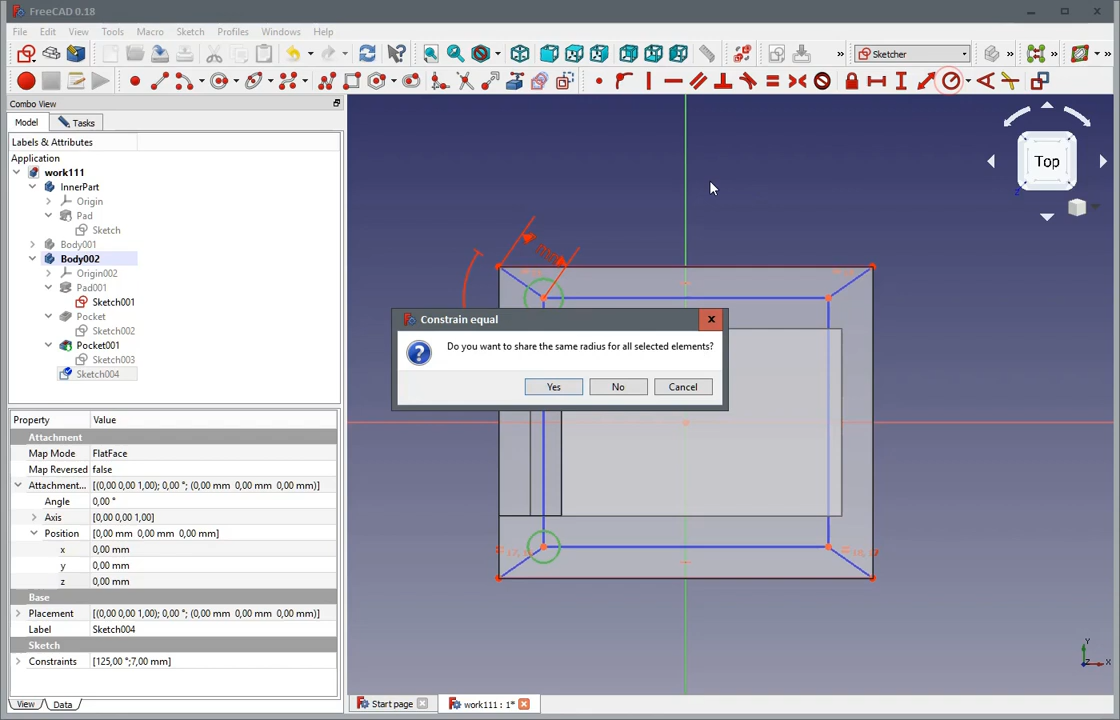 FreeCAD 0.18
File Edit View Tools Macro Sketch Profiles Windows Help
Sketcher
Combo View
Model Tasks
Labels & Attributes
Application
work111
InnerPart
Origin
Pad
Sketch
Body001
Body002
Origin002
Pad001
Sketch001
Pocket
Sketch002
Pocket001
Sketch003
Sketch004
Property Value
Attachment
Map Mode FlatFace
Map Reversed false
Attachment... [(0,00 0,00 1,00); 0,00 °; (0,00 mm 0,00 mm 0,00 mm)]
Angle 0,00 °
Axis [0,00 0,00 1,00]
Position [0,00 mm 0,00 mm 0,00 mm]
x 0,00 mm
y 0,00 mm
z 0,00 mm
Base
Placement [(0,00 0,00 1,00); 0,00 °; (0,00 mm 0,00 mm 0,00 mm)]
Label Sketch004
Sketch
Constraints [125,00 °;7,00 mm]
View Data
Top
Z
Constrain equal
Do you want to share the same radius for all selected elements?
Yes No Cancel
Y
Z X
Start page work111 : 1*